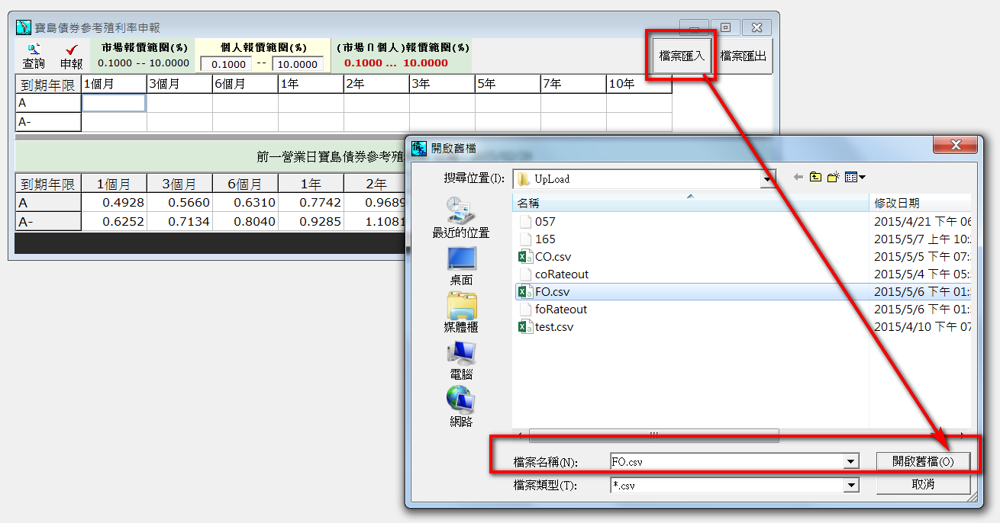 寶島債券參考殖利率申報
查詢 申報 市場報價範圍(%) 個人報價範圍(%) (市場∩個人)報價範圍(%) 檔案匯入 檔案匯出
0.1000 -- 10.0000 0.1000 -- 10.0000 0.1000 ... 10.0000
到期年限 1個月 3個月 6個月 1年 2年 3年 5年 7年 10年
A
A-
前一營業日寶島債券參考殖
到期年限 1個月 3個月 6個月 1年 2年
A 0.4928 0.5660 0.6310 0.7742 0.9689
A- 0.6252 0.7134 0.8040 0.9285 1.1081
開啟舊檔
搜尋位置(I): UpLoad
名稱 修改日期
057 2015/4/21 下午 06
165 2015/5/7 上午 10:
CO.csv 2015/5/5 下午 07:
coRateout 2015/5/4 下午 05:
FO.csv 2015/5/6 下午 01:
foRateout 2015/5/6 下午 01:
test.csv 2015/4/10 下午 07
最近的位置
桌面
媒體櫃
電腦
網路
檔案名稱(N): FO.csv 開啟舊檔(O)
檔案類型(T): *.csv 取消